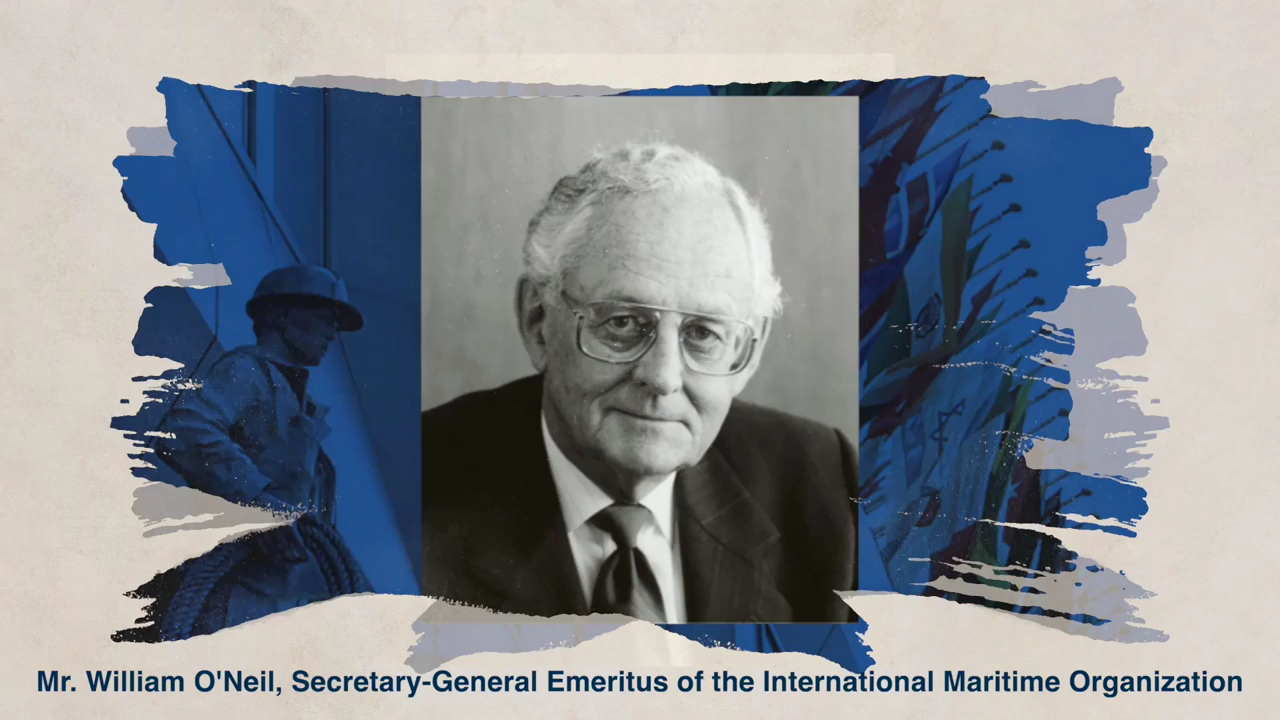 Mr. William O'Neil, Secretary-General Emeritus of the International Maritime Organization